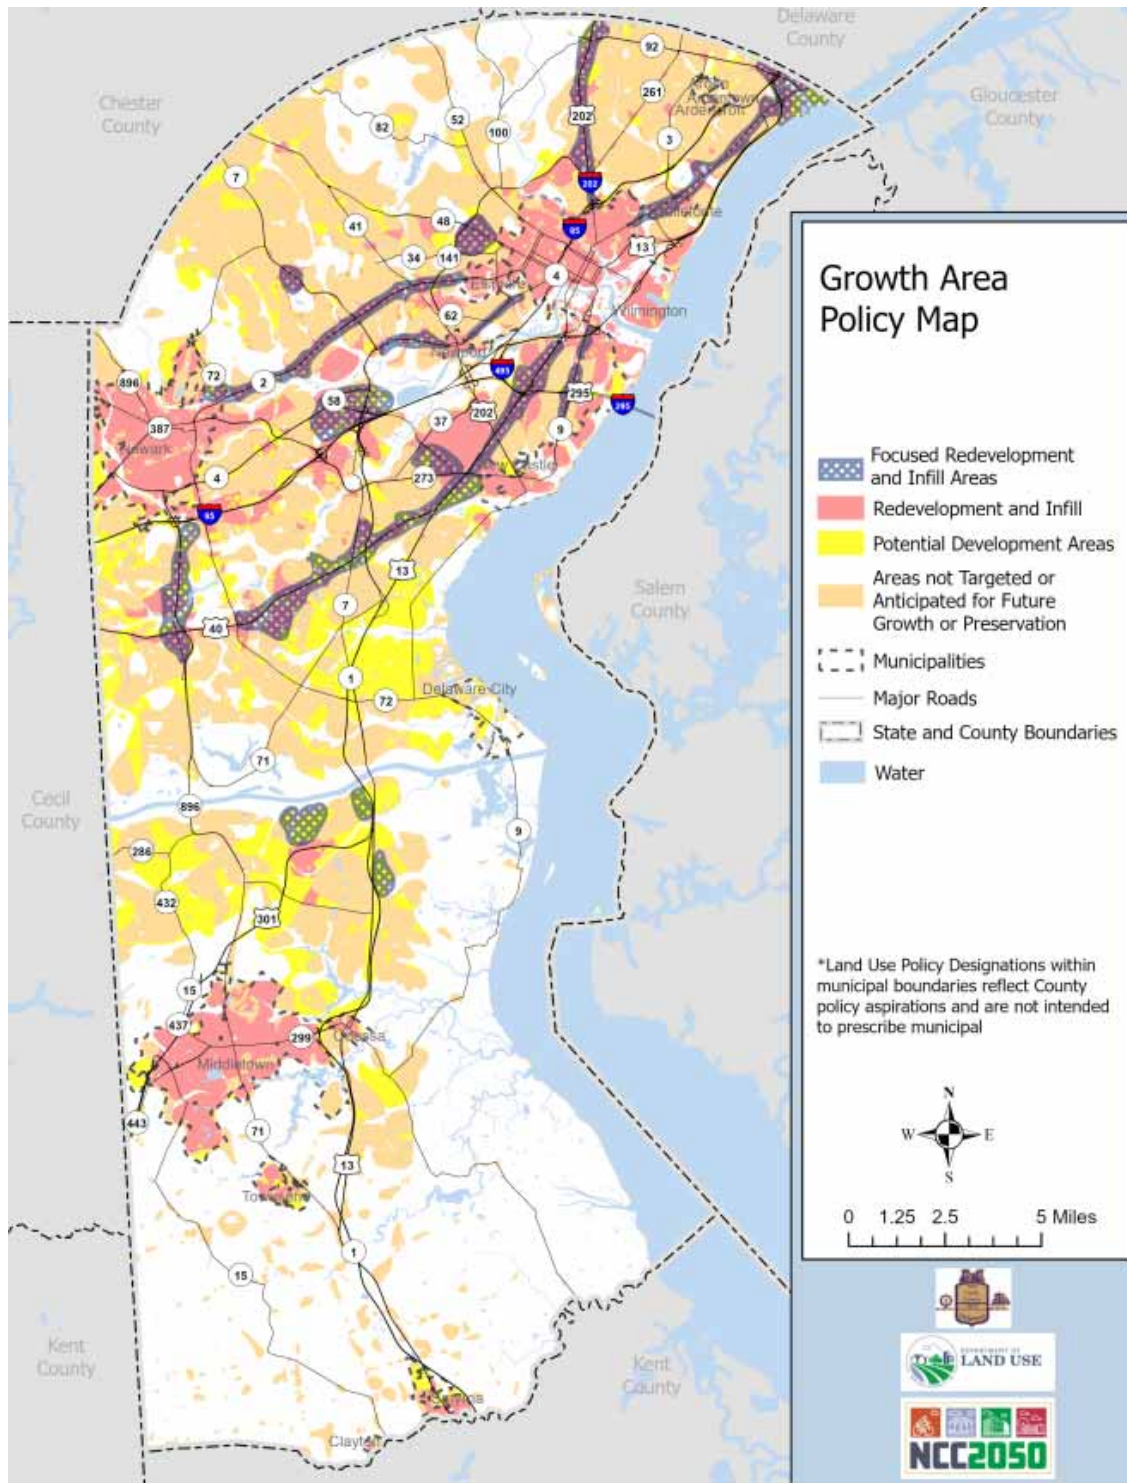 Delaware
County
Chester
County
Gloucester
County
92
261
Ardentown
202
52
82
100
3
7
202
48
41
95
34
141
13
4
Wilmington
62
Newport
72
2
896
495
58
295
295
202
37
387
9
Newark
4
273
New Castle
95
13
Salem
County
7
40
1
72
Delaware City
71
Cecil
County
896
9
286
432
301
15
437
299
Odessa
Middletown
443
71
13
Townsend
1
15
Kent
County
Kent
County
Smyrna
Clayton
Growth Area
Policy Map
Focused Redevelopment
and Infill Areas
Redevelopment and Infill
Potential Development Areas
Areas not Targeted or
Anticipated for Future
Growth or Preservation
Municipalities
Major Roads
State and County Boundaries
Water
*Land Use Policy Designations within
municipal boundaries reflect County
policy aspirations and are not intended
to prescribe municipal
N
W E
S
0 1.25 2.5 5 Miles
DEPARTMENT OF
LAND USE
NCC2050